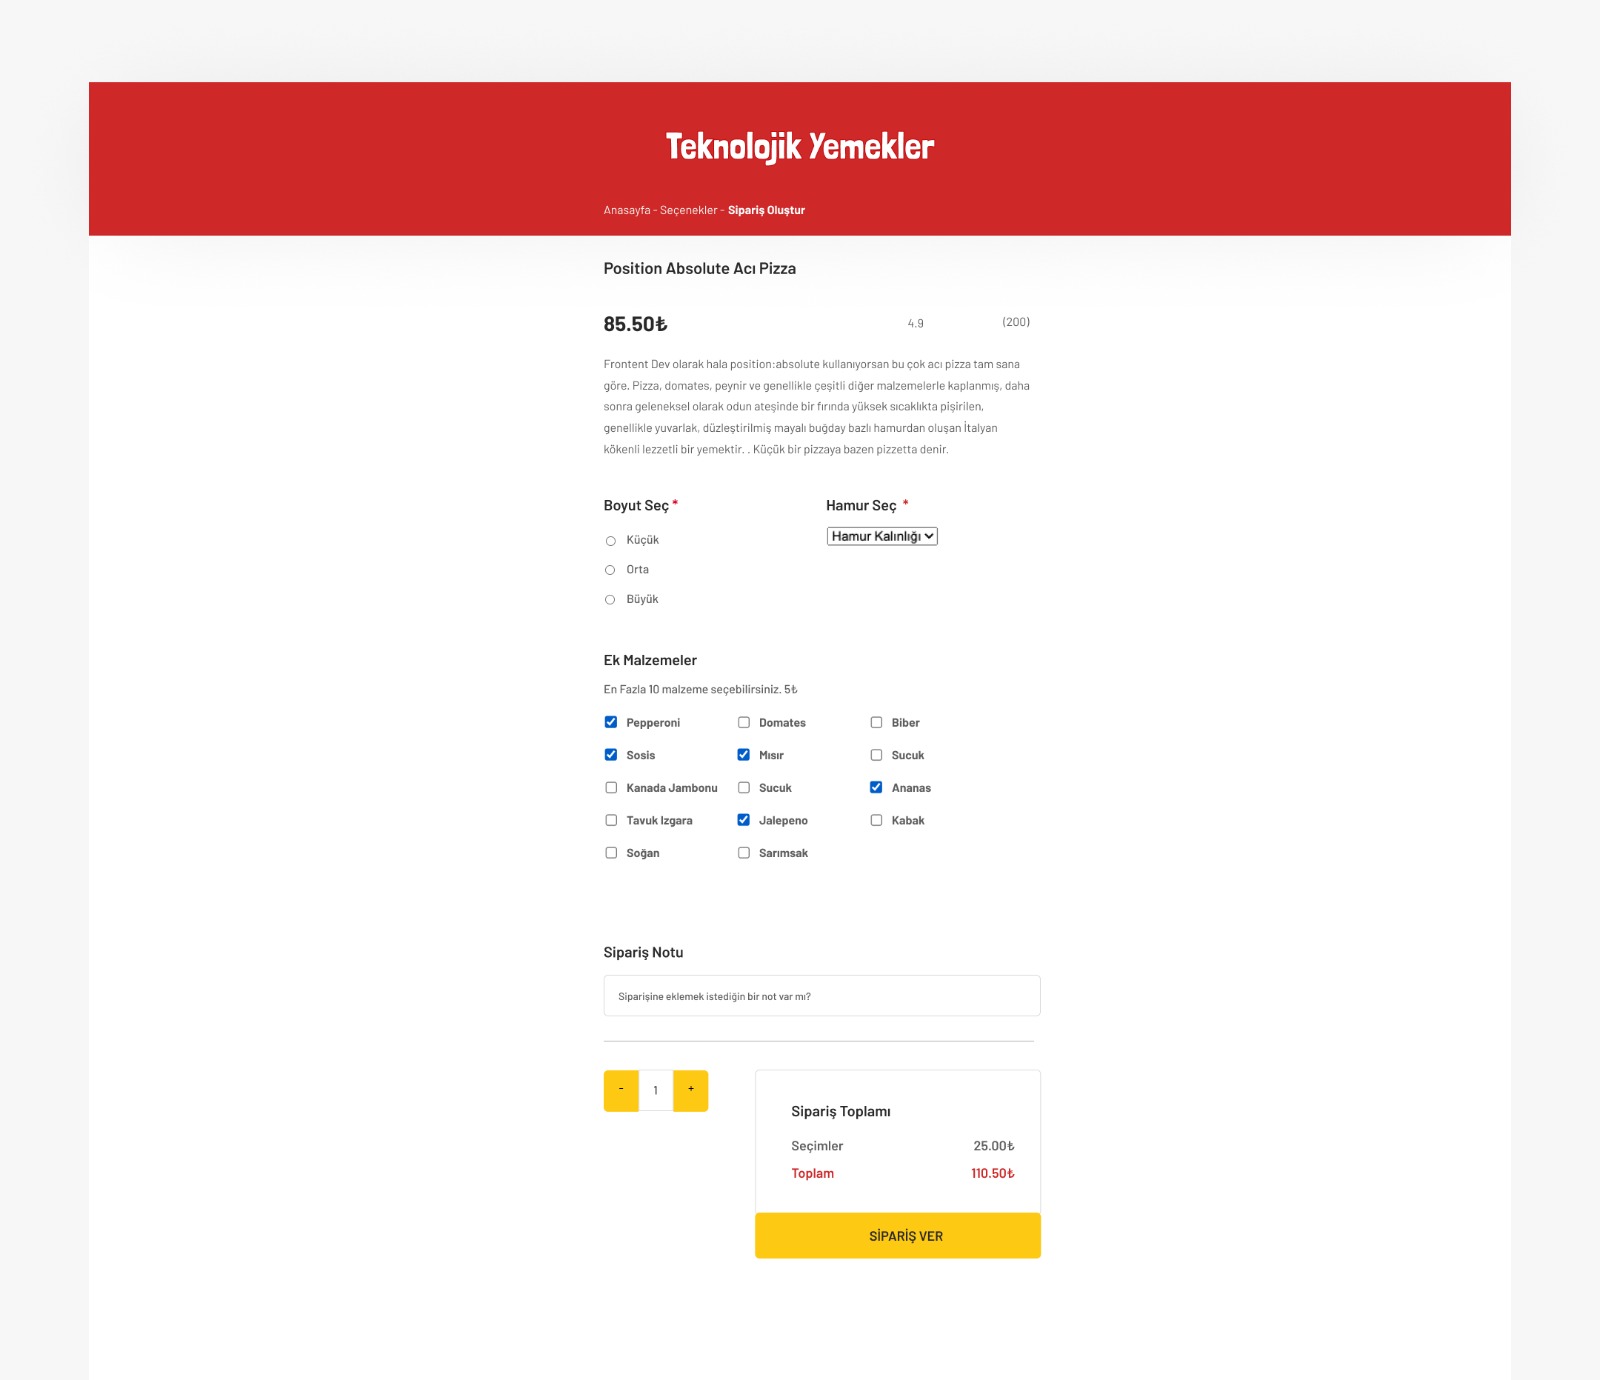 Teknolojik Yemekler
Anasayfa - Seçenekler - Sipariş Oluştur
Position Absolute Acı Pizza
85.50₺ 4.9 (200)
Frontent Dev olarak hala position:absolute kullanıyorsan bu çok acı pizza tam sana
göre. Pizza, domates, peynir ve genellikle çeşitli diğer malzemelerle kaplanmış, daha
sonra geleneksel olarak odun ateşinde bir fırında yüksek sıcaklıkta pişirilen,
genellikle yuvarlak, düzleştirilmiş mayalı buğday bazlı hamurdan oluşan İtalyan
kökenli lezzetli bir yemektir. . Küçük bir pizzaya bazen pizzetta denir.
Boyut Seç *
Küçük
Orta
Büyük
Hamur Seç *
Hamur Kalınlığı
Ek Malzemeler
En Fazla 10 malzeme seçebilirsiniz. 5₺
Pepperoni Domates Biber
Sosis Mısır Sucuk
Kanada Jambonu Sucuk Ananas
Tavuk Izgara Jalepeno Kabak
Soğan Sarımsak
Sipariş Notu
Siparişine eklemek istediğin bir not var mı?
- 1 +
Sipariş Toplamı
Seçimler 25.00₺
Toplam 110.50₺
SİPARİŞ VER